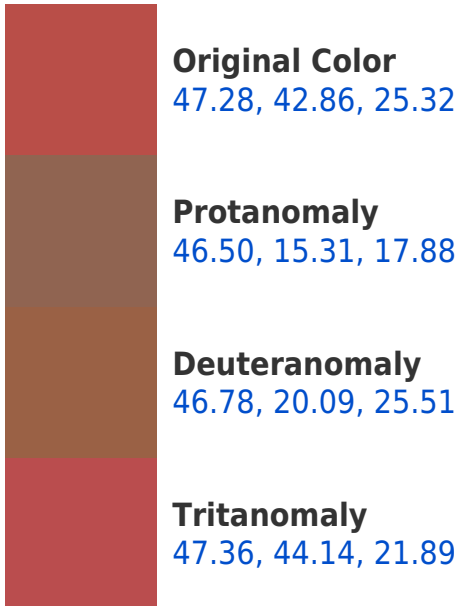 Original Color
47.28, 42.86, 25.32
Protanomaly
46.50, 15.31, 17.88
Deuteranomaly
46.78, 20.09, 25.51
Tritanomaly
47.36, 44.14, 21.89